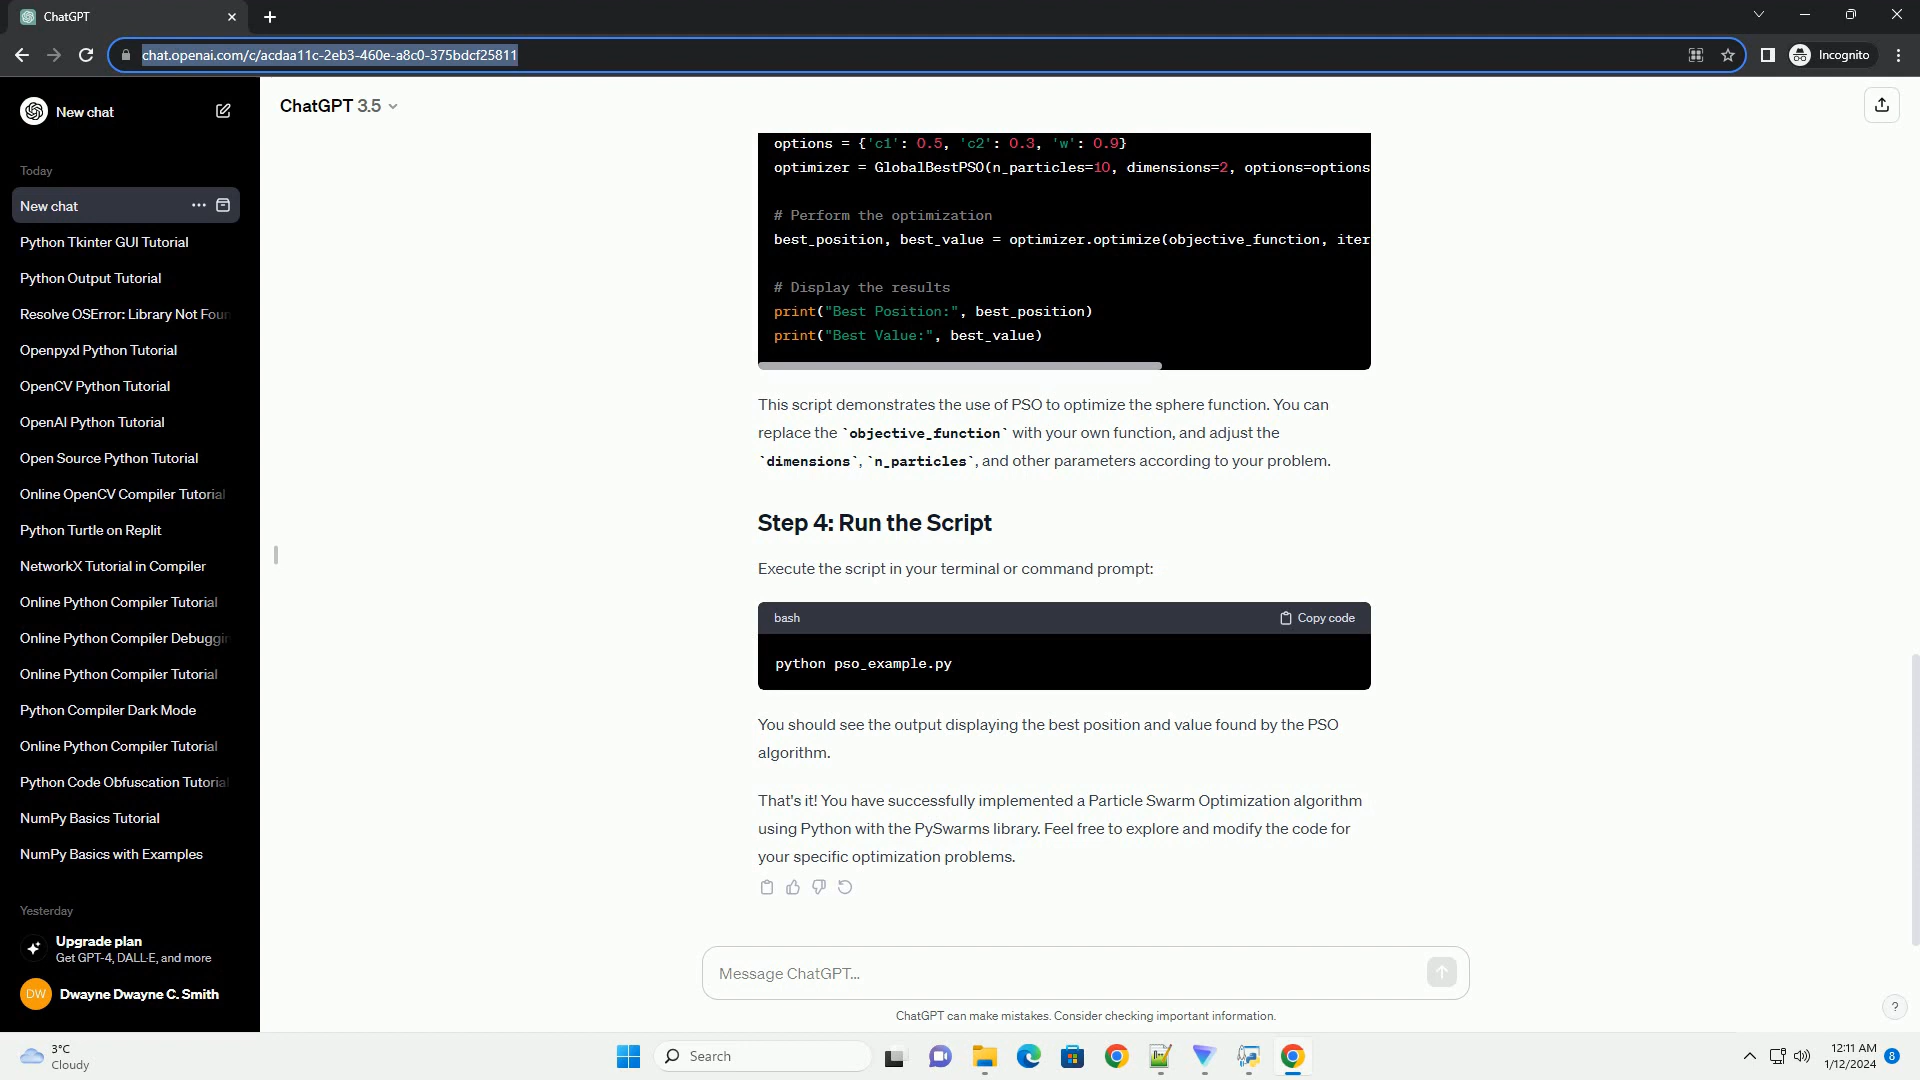 ChatGPT
chat.openai.com/c/acdaa11c-2eb3-460e-a8c0-375bdcf25811
Incognito
New chat
Today
New chat
Python Tkinter GUI Tutorial
Python Output Tutorial
Resolve OSError: Library Not Foun
Openpyxl Python Tutorial
OpenCV Python Tutorial
OpenAI Python Tutorial
Open Source Python Tutorial
Online OpenCV Compiler Tutorial
Python Turtle on Replit
NetworkX Tutorial in Compiler
Online Python Compiler Tutorial
Online Python Compiler Debuggin
Online Python Compiler Tutorial
Python Compiler Dark Mode
Online Python Compiler Tutorial
Python Code Obfuscation Tutorial
NumPy Basics Tutorial
NumPy Basics with Examples
Yesterday
Upgrade plan
Get GPT-4, DALL·E, and more
DW
Dwayne Dwayne C. Smith
ChatGPT 3.5
options = {'c1': 0.5, 'c2': 0.3, 'w': 0.9}
optimizer = GlobalBestPSO(n_particles=10, dimensions=2, options=options
# Perform the optimization
best_position, best_value = optimizer.optimize(objective_function, iter
# Display the results
print("Best Position:", best_position)
print("Best Value:", best_value)
This script demonstrates the use of PSO to optimize the sphere function. You can
replace the `objective_function` with your own function, and adjust the
`dimensions`, `n_particles`, and other parameters according to your problem.
Step 4: Run the Script
Execute the script in your terminal or command prompt:
bash
Copy code
python pso_example.py
You should see the output displaying the best position and value found by the PSO
algorithm.
That's it! You have successfully implemented a Particle Swarm Optimization algorithm
using Python with the PySwarms library. Feel free to explore and modify the code for
your specific optimization problems.
Message ChatGPT...
ChatGPT can make mistakes. Consider checking important information.
?
3°C
Cloudy
Search
12:11 AM
1/12/2024
8